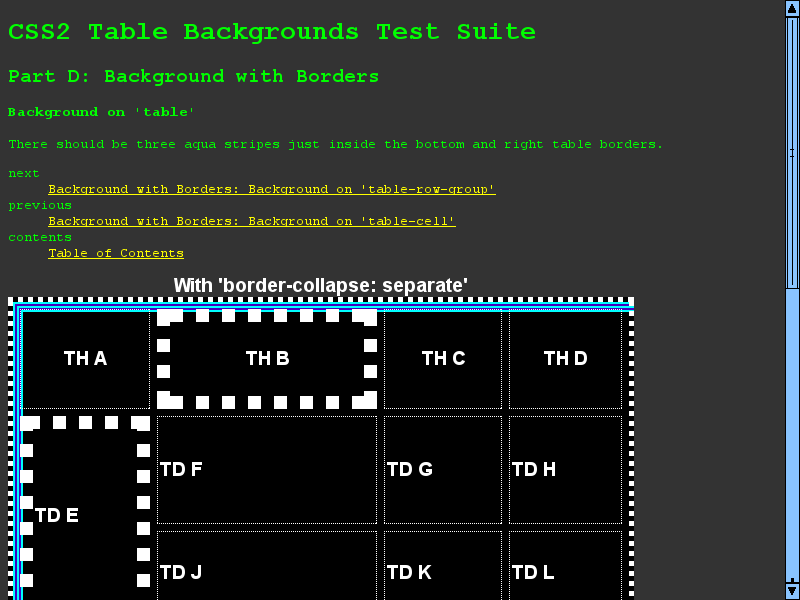 CSS2 Table Backgrounds Test Suite
Part D: Background with Borders
Background on 'table'
There should be three aqua stripes just inside the bottom and right table borders.
next
Background with Borders: Background on 'table-row-group'
previous
Background with Borders: Background on 'table-cell'
contents
Table of Contents
With 'border-collapse: separate'
TH A TH B TH C TH D
TD F TD G TD H
TD E
TD J TD K TD L